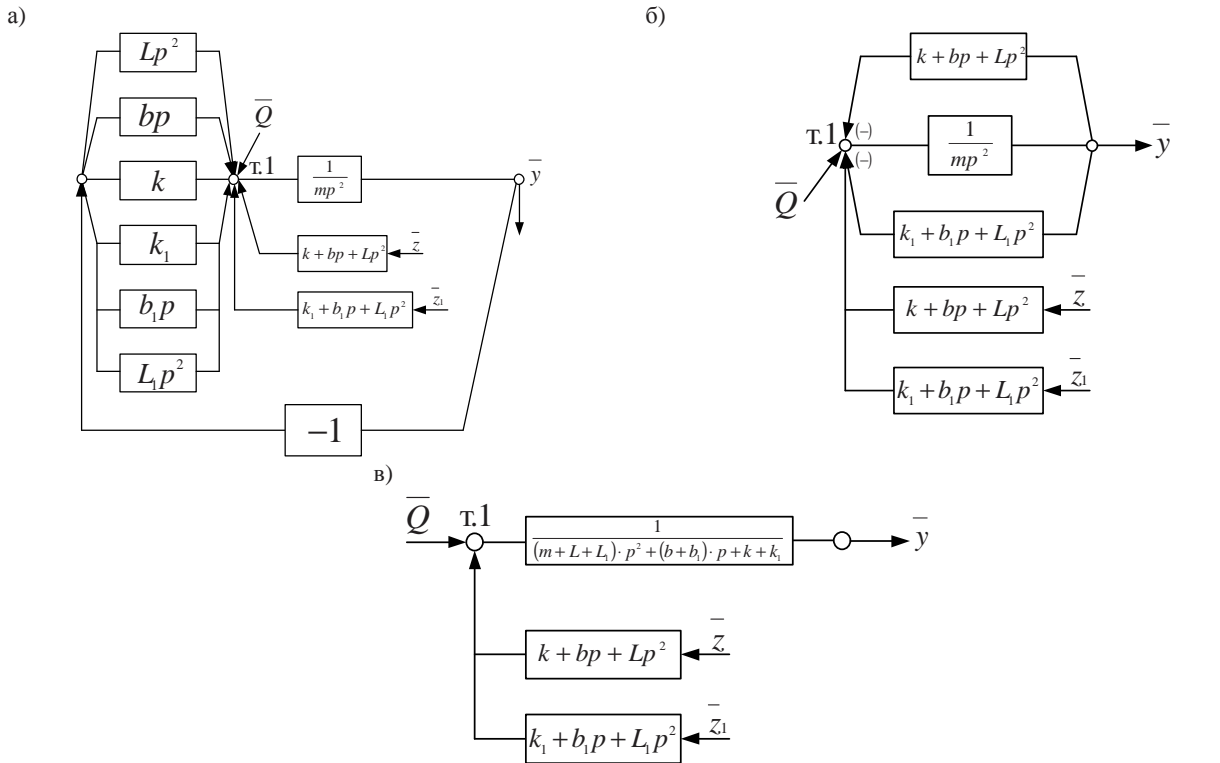 а)
Lp²
bp
Q̅
т.1
k
1/mp²
y̅
k₁
k + bp + Lp²
z̅
b₁p
k₁ + b₁p + L₁p²
z̅₁
L₁p²
−1
б)
k + bp + Lp²
т.1
(-)
(-)
1/mp²
y̅
Q̅
k₁ + b₁p + L₁p²
k + bp + Lp²
z̅
k₁ + b₁p + L₁p²
z̅₁
в)
Q̅
т.1
1/((m + L + L₁)· p² + (b + b₁)· p + k + k₁)
y̅
k + bp + Lp²
z̅
k₁ + b₁p + L₁p²
z̅₁